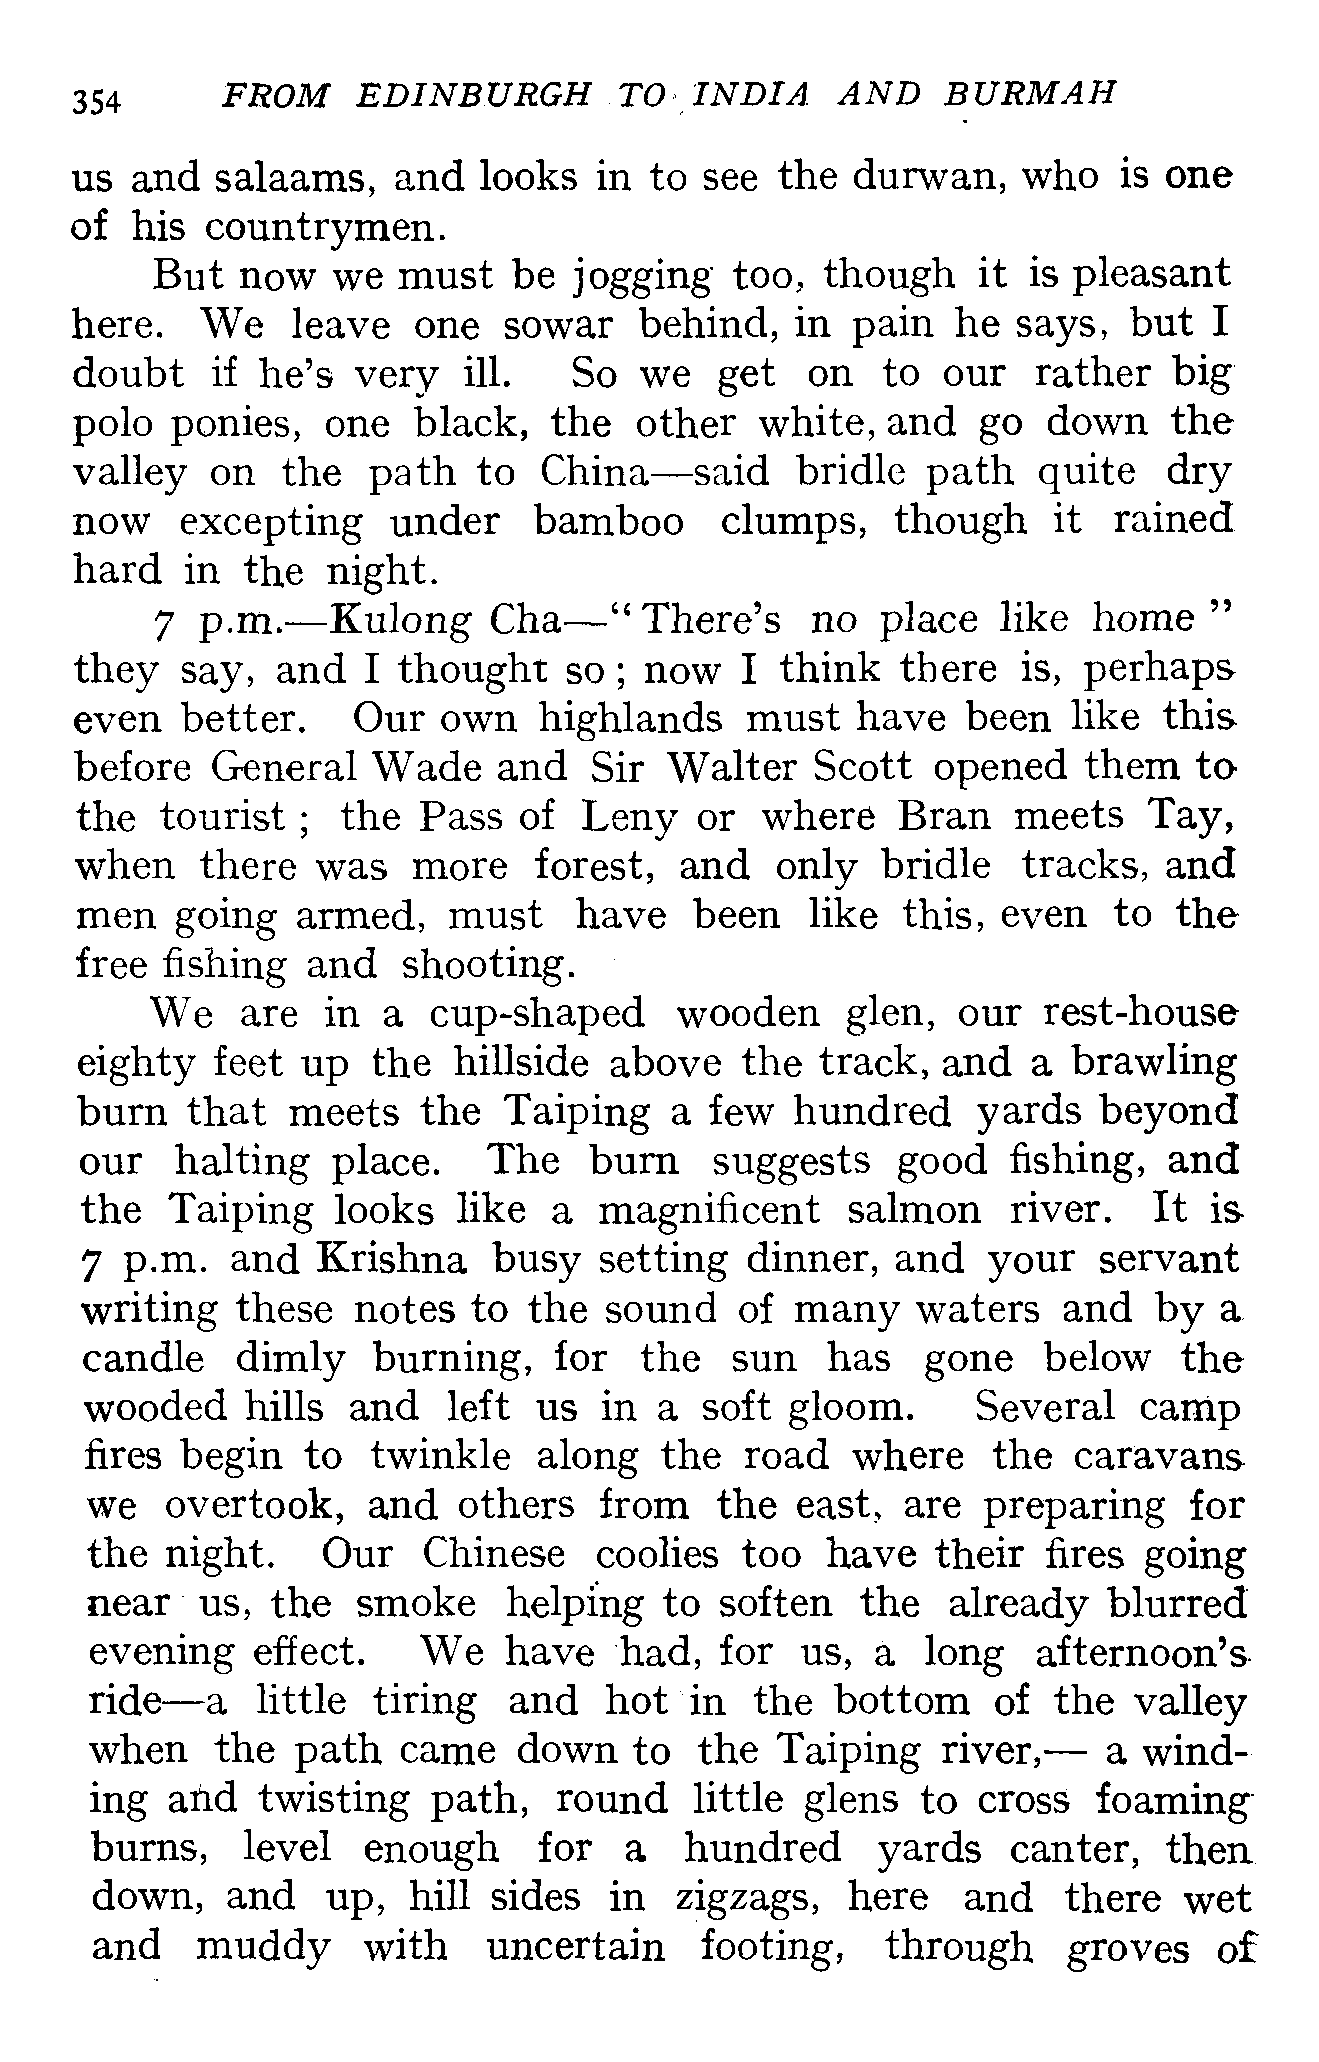 354 FROM EDINBURGH TO INDIA AND BURMAH
us and salaams, and looks in to see the durwan, who is one
of his countrymen.
But now we must be jogging too, though it is pleasant
here. We leave one sowar behind, in pain he says, but I
doubt if he's very ill. So we get on to our rather big
polo ponies, one black, the other white, and go down the
valley on the path to China—said bridle path quite dry
now excepting under bamboo clumps, though it rained
hard in the night.
7 p.m.—Kulong Cha—“There's no place like home”
they say, and I thought so; now I think there is, perhaps
even better. Our own highlands must have been like this
before General Wade and Sir Walter Scott opened them to
the tourist; the Pass of Leny or where Bran meets Tay,
when there was more forest, and only bridle tracks, and
men going armed, must have been like this, even to the
free fishing and shooting.
We are in a cup-shaped wooden glen, our rest-house
eighty feet up the hillside above the track, and a brawling
burn that meets the Taiping a few hundred yards beyond
our halting place. The burn suggests good fishing, and
the Taiping looks like a magnificent salmon river. It is
7 p.m. and Krishna busy setting dinner, and your servant
writing these notes to the sound of many waters and by a
candle dimly burning, for the sun has gone below the
wooded hills and left us in a soft gloom. Several camp
fires begin to twinkle along the road where the caravans
we overtook, and others from the east, are preparing for
the night. Our Chinese coolies too have their fires going
near us, the smoke helping to soften the already blurred
evening effect. We have had, for us, a long afternoon's
ride—a little tiring and hot in the bottom of the valley
when the path came down to the Taiping river,— a wind-
ing and twisting path, round little glens to cross foaming
burns, level enough for a hundred yards canter, then
down, and up, hill sides in zigzags, here and there wet
and muddy with uncertain footing, through groves of